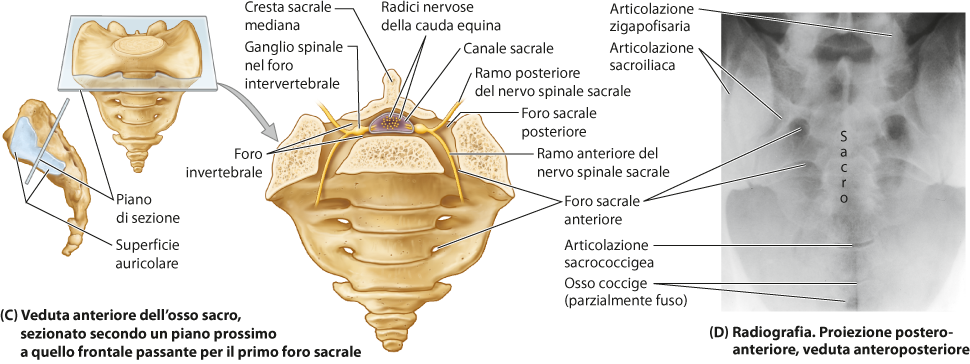 Cresta sacrale
mediana
Ganglio spinale
nel foro
intervertebrale
Radici nervose
della cauda equina
Canale sacrale
Ramo posteriore
del nervo spinale sacrale
Foro sacrale
posteriore
Ramo anteriore del
nervo spinale sacrale
Foro
invertebrale
Piano
di sezione
Superficie
auricolare
Foro sacrale
anteriore
Articolazione
zigapofisaria
Articolazione
sacroiliaca
Sacro
Articolazione
sacrococcigea
Osso coccige
(parzialmente fuso)
(C) Veduta anteriore dell'osso sacro,
sezionato secondo un piano prossimo
a quello frontale passante per il primo foro sacrale
(D) Radiografia. Proiezione postero-
anteriore, veduta anteroposteriore